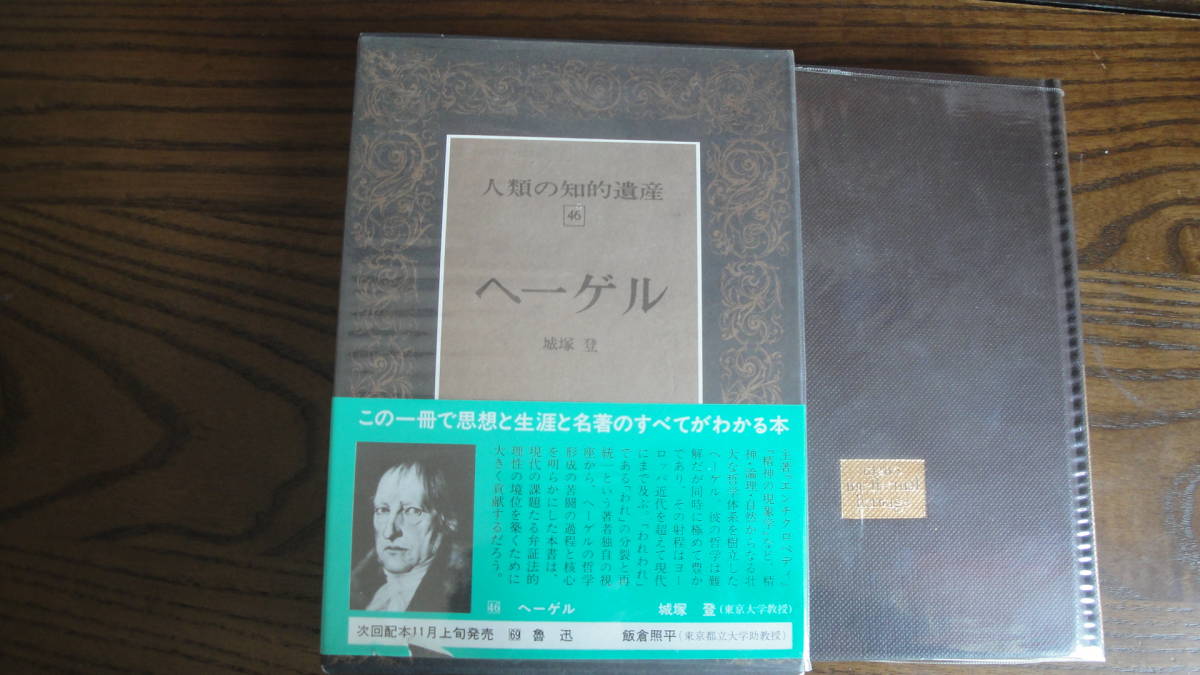 人類の知的遺産
46
ヘーゲル
城塚 登
この一冊で思想と生涯と名著のすべてがわかる本
主著『エンチクロペディ』
『精神の現象学』など、精
神・論理・自然からなる壮
大な哲学体系を樹立した
ヘーゲル。彼の哲学は難
解だが同時に極めて豊か
であり、その射程はヨー
ロッパ近代を超えて現代
にまで及ぶ。「われわれ」
である「われ」の分裂と再
統一という著者独自の視
座から、ヘーゲルの哲学
形成の苦闘の過程と核心
を明らかにした本書は、
現代の課題たる弁証法的
理性の境位を築くために
大きく貢献するだろう。
46 ヘーゲル 城塚 登(東京大学教授)
次回配本11月上旬発売 69 魯迅 飯倉照平(東京都立大学助教授)